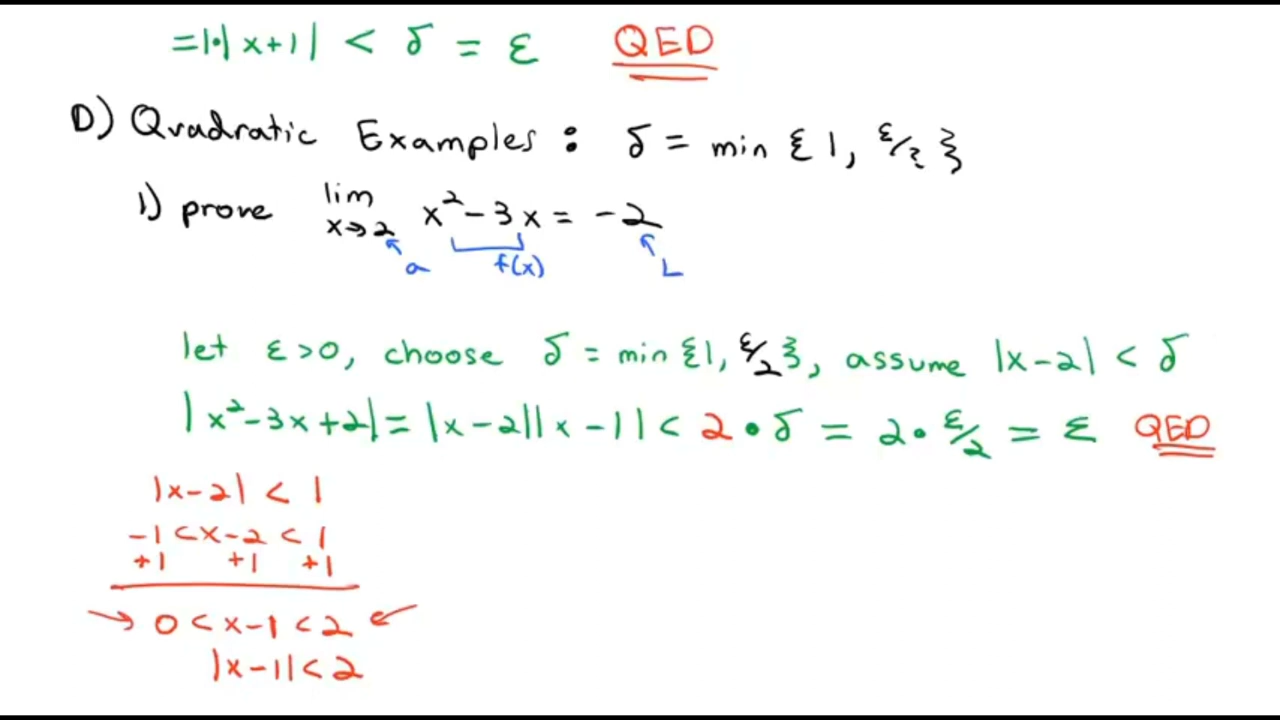 =1·|x+1| < δ = ε QED
D) Quadratic Examples : δ = min {1, ε/?}
1) prove lim x→2 x²-3x = -2
a f(x) L
let ε>0, choose δ = min {1, ε/2}, assume |x-2| < δ
|x²-3x+2| = |x-2||x-1| < 2 • δ = 2 • ε/2 = ε QED
|x-2| < 1
-1 < x-2 < 1
+1 +1 +1
→ 0 < x-1 < 2 ←
|x-1| < 2